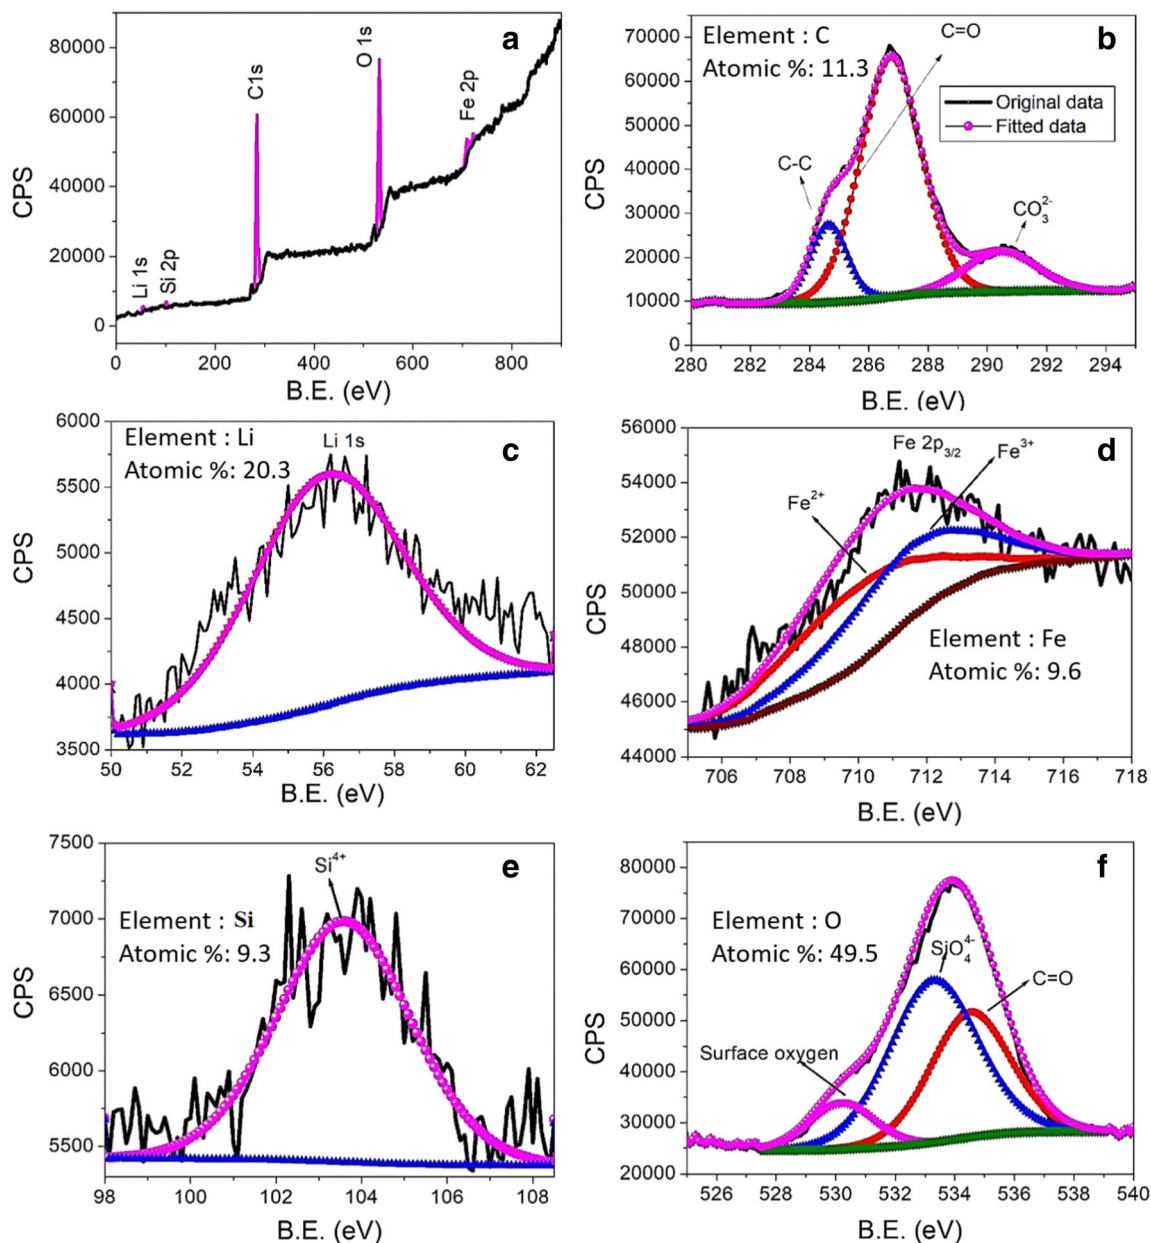 a
80000
60000
40000
20000
0
CPS
Li 1s
Si 2p
C1s
O 1s
Fe 2p
0 200 400 600 800
B.E. (eV)
b
Element : C
Atomic %: 11.3
C=O
Original data
Fitted data
C-C
CO₃²⁻
70000
60000
50000
40000
30000
20000
10000
0
CPS
280 282 284 286 288 290 292 294
B.E. (eV)
c
Element : Li
Atomic %: 20.3
Li 1s
6000
5500
5000
4500
4000
3500
CPS
50 52 54 56 58 60 62
B.E. (eV)
d
Fe 2p₃/₂
Fe³⁺
Fe²⁺
Element : Fe
Atomic %: 9.6
56000
54000
52000
50000
48000
46000
44000
CPS
706 708 710 712 714 716 718
B.E. (eV)
e
Si⁴⁺
Element : Si
Atomic %: 9.3
7500
7000
6500
6000
5500
CPS
98 100 102 104 106 108
B.E. (eV)
f
Element : O
Atomic %: 49.5
SiO₄⁴⁻
C=O
Surface oxygen
80000
70000
60000
50000
40000
30000
20000
CPS
526 528 530 532 534 536 538 540
B.E. (eV)